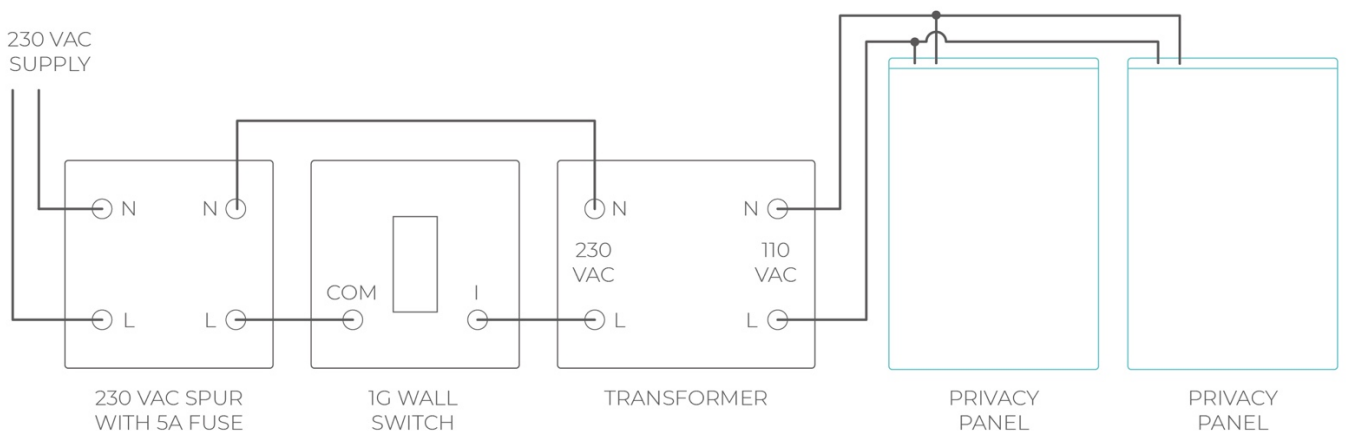 230 VAC
SUPPLY
N
N
N
N
230
VAC
110
VAC
COM
I
L
L
L
L
230 VAC SPUR
WITH 5A FUSE
1G WALL
SWITCH
TRANSFORMER
PRIVACY
PANEL
PRIVACY
PANEL